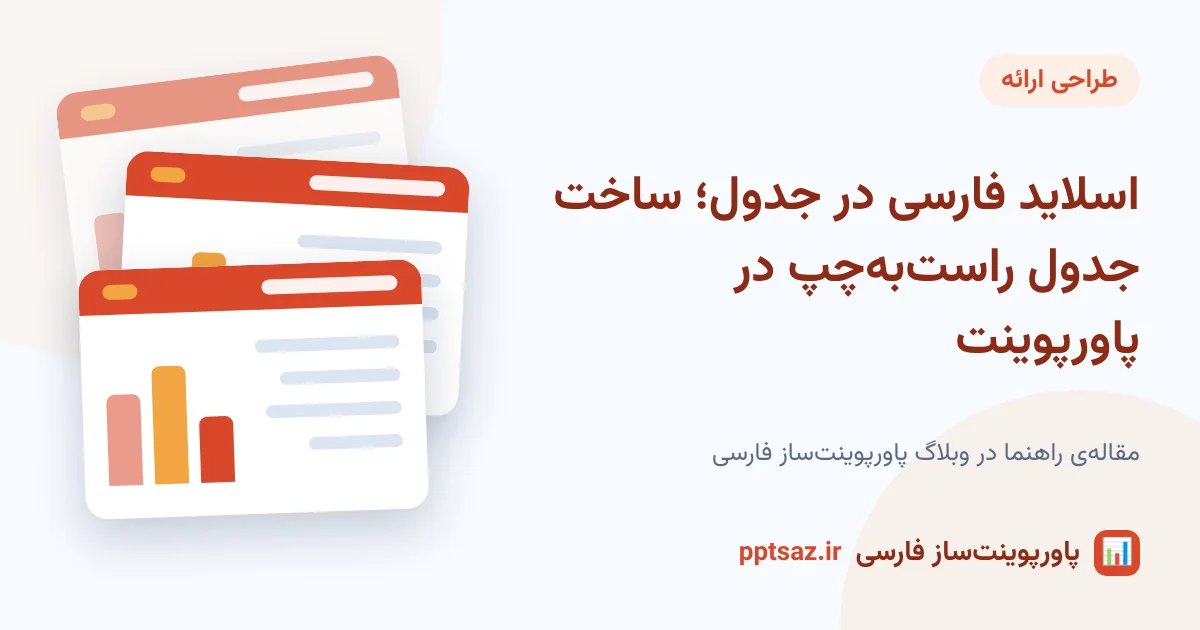 طراحی ارائه
اسلاید فارسی در جدول؛ ساخت
جدول راست‌به‌چپ در
پاورپوینت
مقاله‌ی راهنما در وبلاگ پاورپوینت‌ساز فارسی
پاورپوینت‌ساز فارسی pptsaz.ir